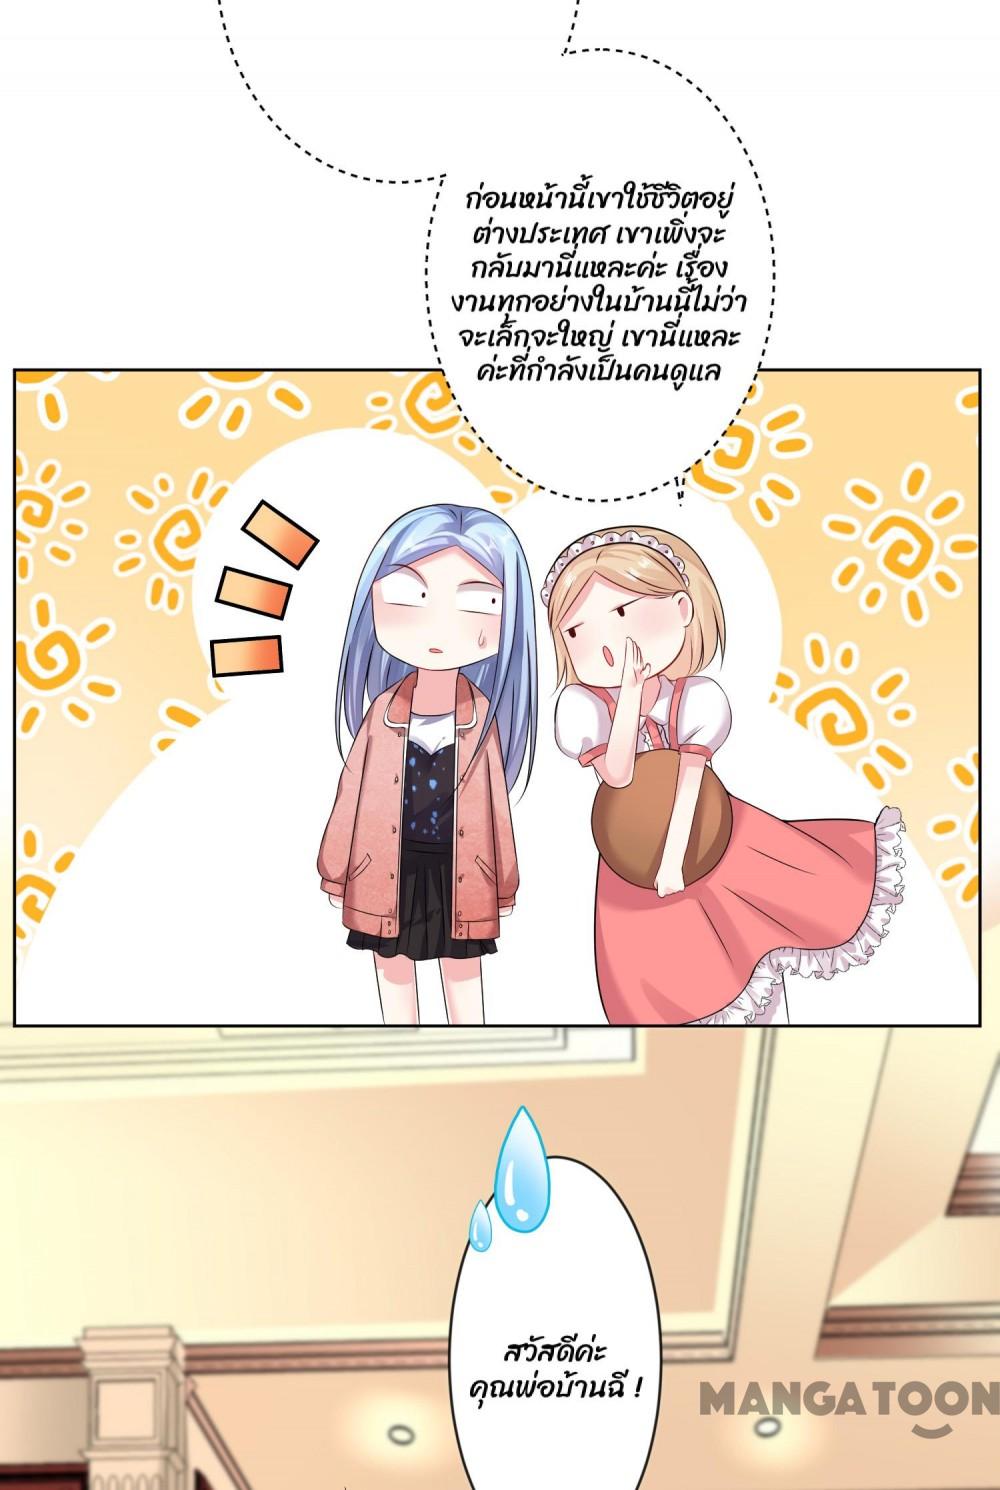 ก่อนหน้านี้เขาใช้ชีวิตอยู่
ต่างประเทศ เขาเพิ่งจะ
กลับมานี่แหละค่ะ เรื่อง
งานทุกอย่างในบ้านนี้ไม่ว่า
จะเล็กจะใหญ่ เขานี่แหละ
ค่ะที่กำลังเป็นคนดูแล
สวัสดีค่ะ
คุณพ่อบ้านฉี !
MANGATOON